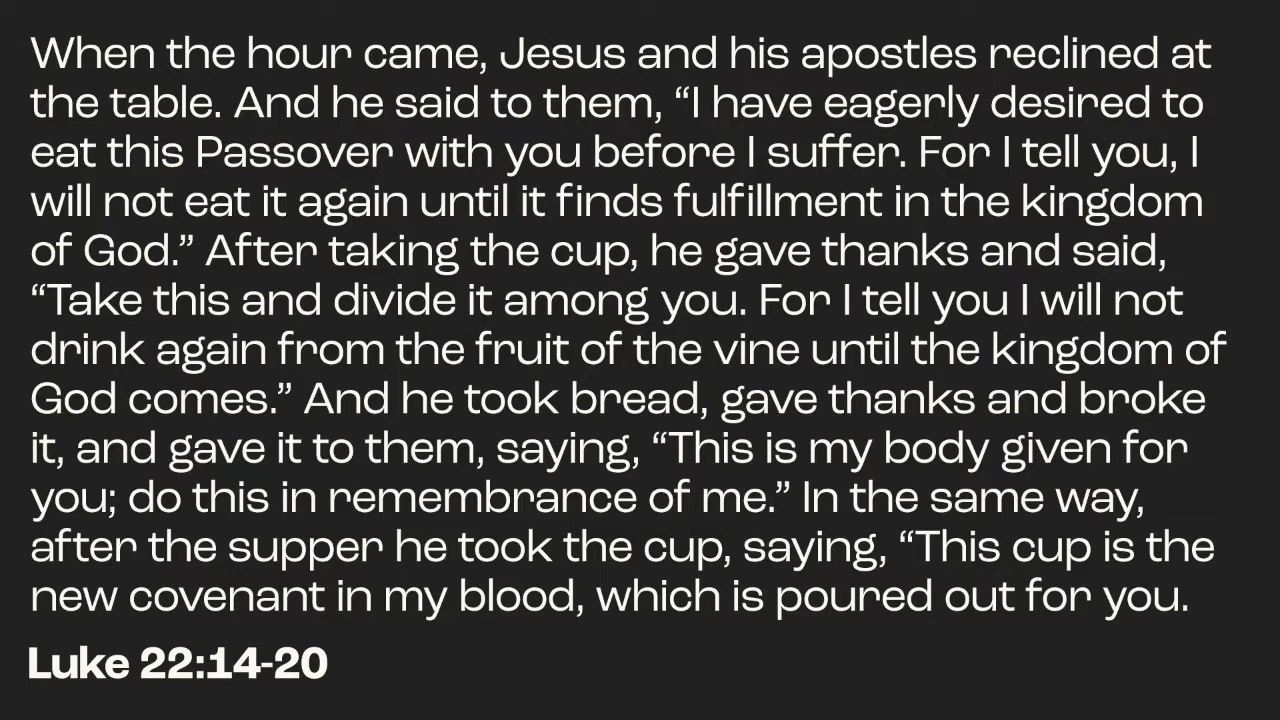 When the hour came, Jesus and his apostles reclined at
the table. And he said to them, “I have eagerly desired to
eat this Passover with you before I suffer. For I tell you, I
will not eat it again until it finds fulfillment in the kingdom
of God.” After taking the cup, he gave thanks and said,
“Take this and divide it among you. For I tell you I will not
drink again from the fruit of the vine until the kingdom of
God comes.” And he took bread, gave thanks and broke
it, and gave it to them, saying, “This is my body given for
you; do this in remembrance of me.” In the same way,
after the supper he took the cup, saying, “This cup is the
new covenant in my blood, which is poured out for you.
Luke 22:14-20